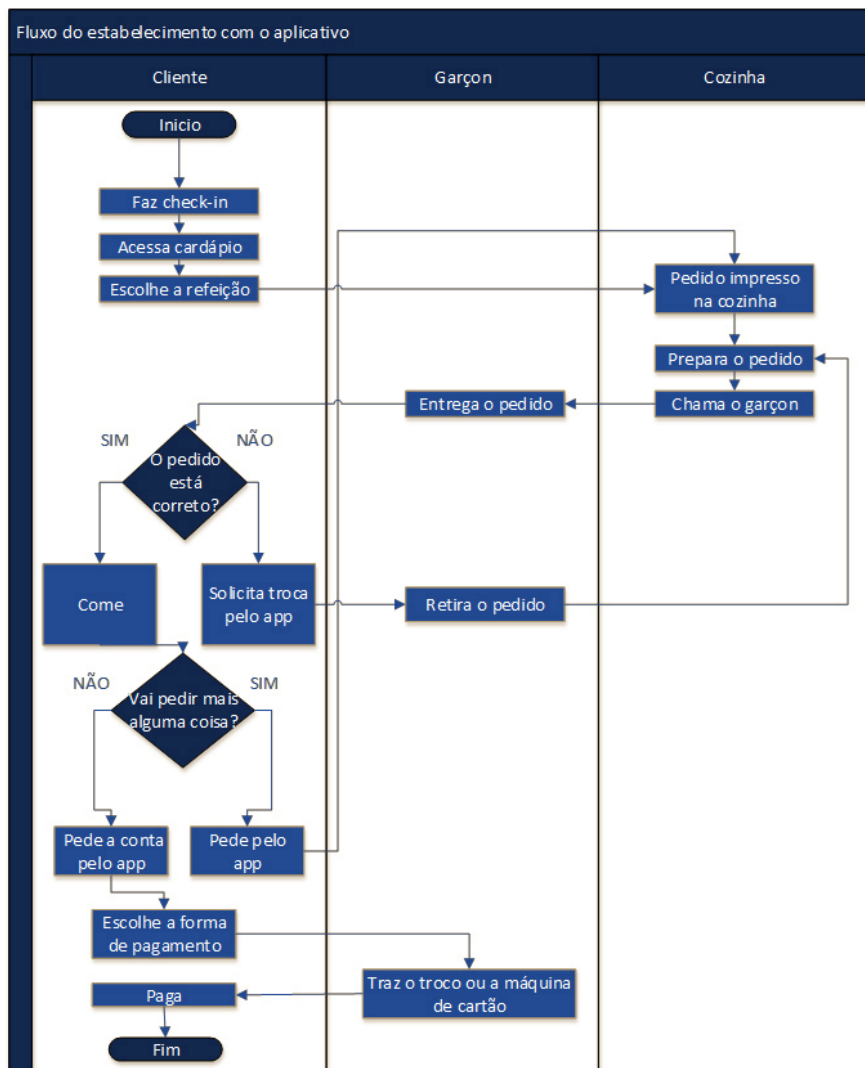 Fluxo do estabelecimento com o aplicativo
Cliente
Garçon
Cozinha
Inicio
Faz check-in
Acessa cardápio
Escolhe a refeição
Pedido impresso
na cozinha
Prepara o pedido
Chama o garçon
Entrega o pedido
SIM
NÃO
O pedido
está
correto?
Come
Solicita troca
pelo app
Retira o pedido
NÃO
SIM
Vai pedir mais
alguma coisa?
Pede a conta
pelo app
Pede pelo
app
Escolhe a forma
de pagamento
Traz o troco ou a máquina
de cartão
Paga
Fim